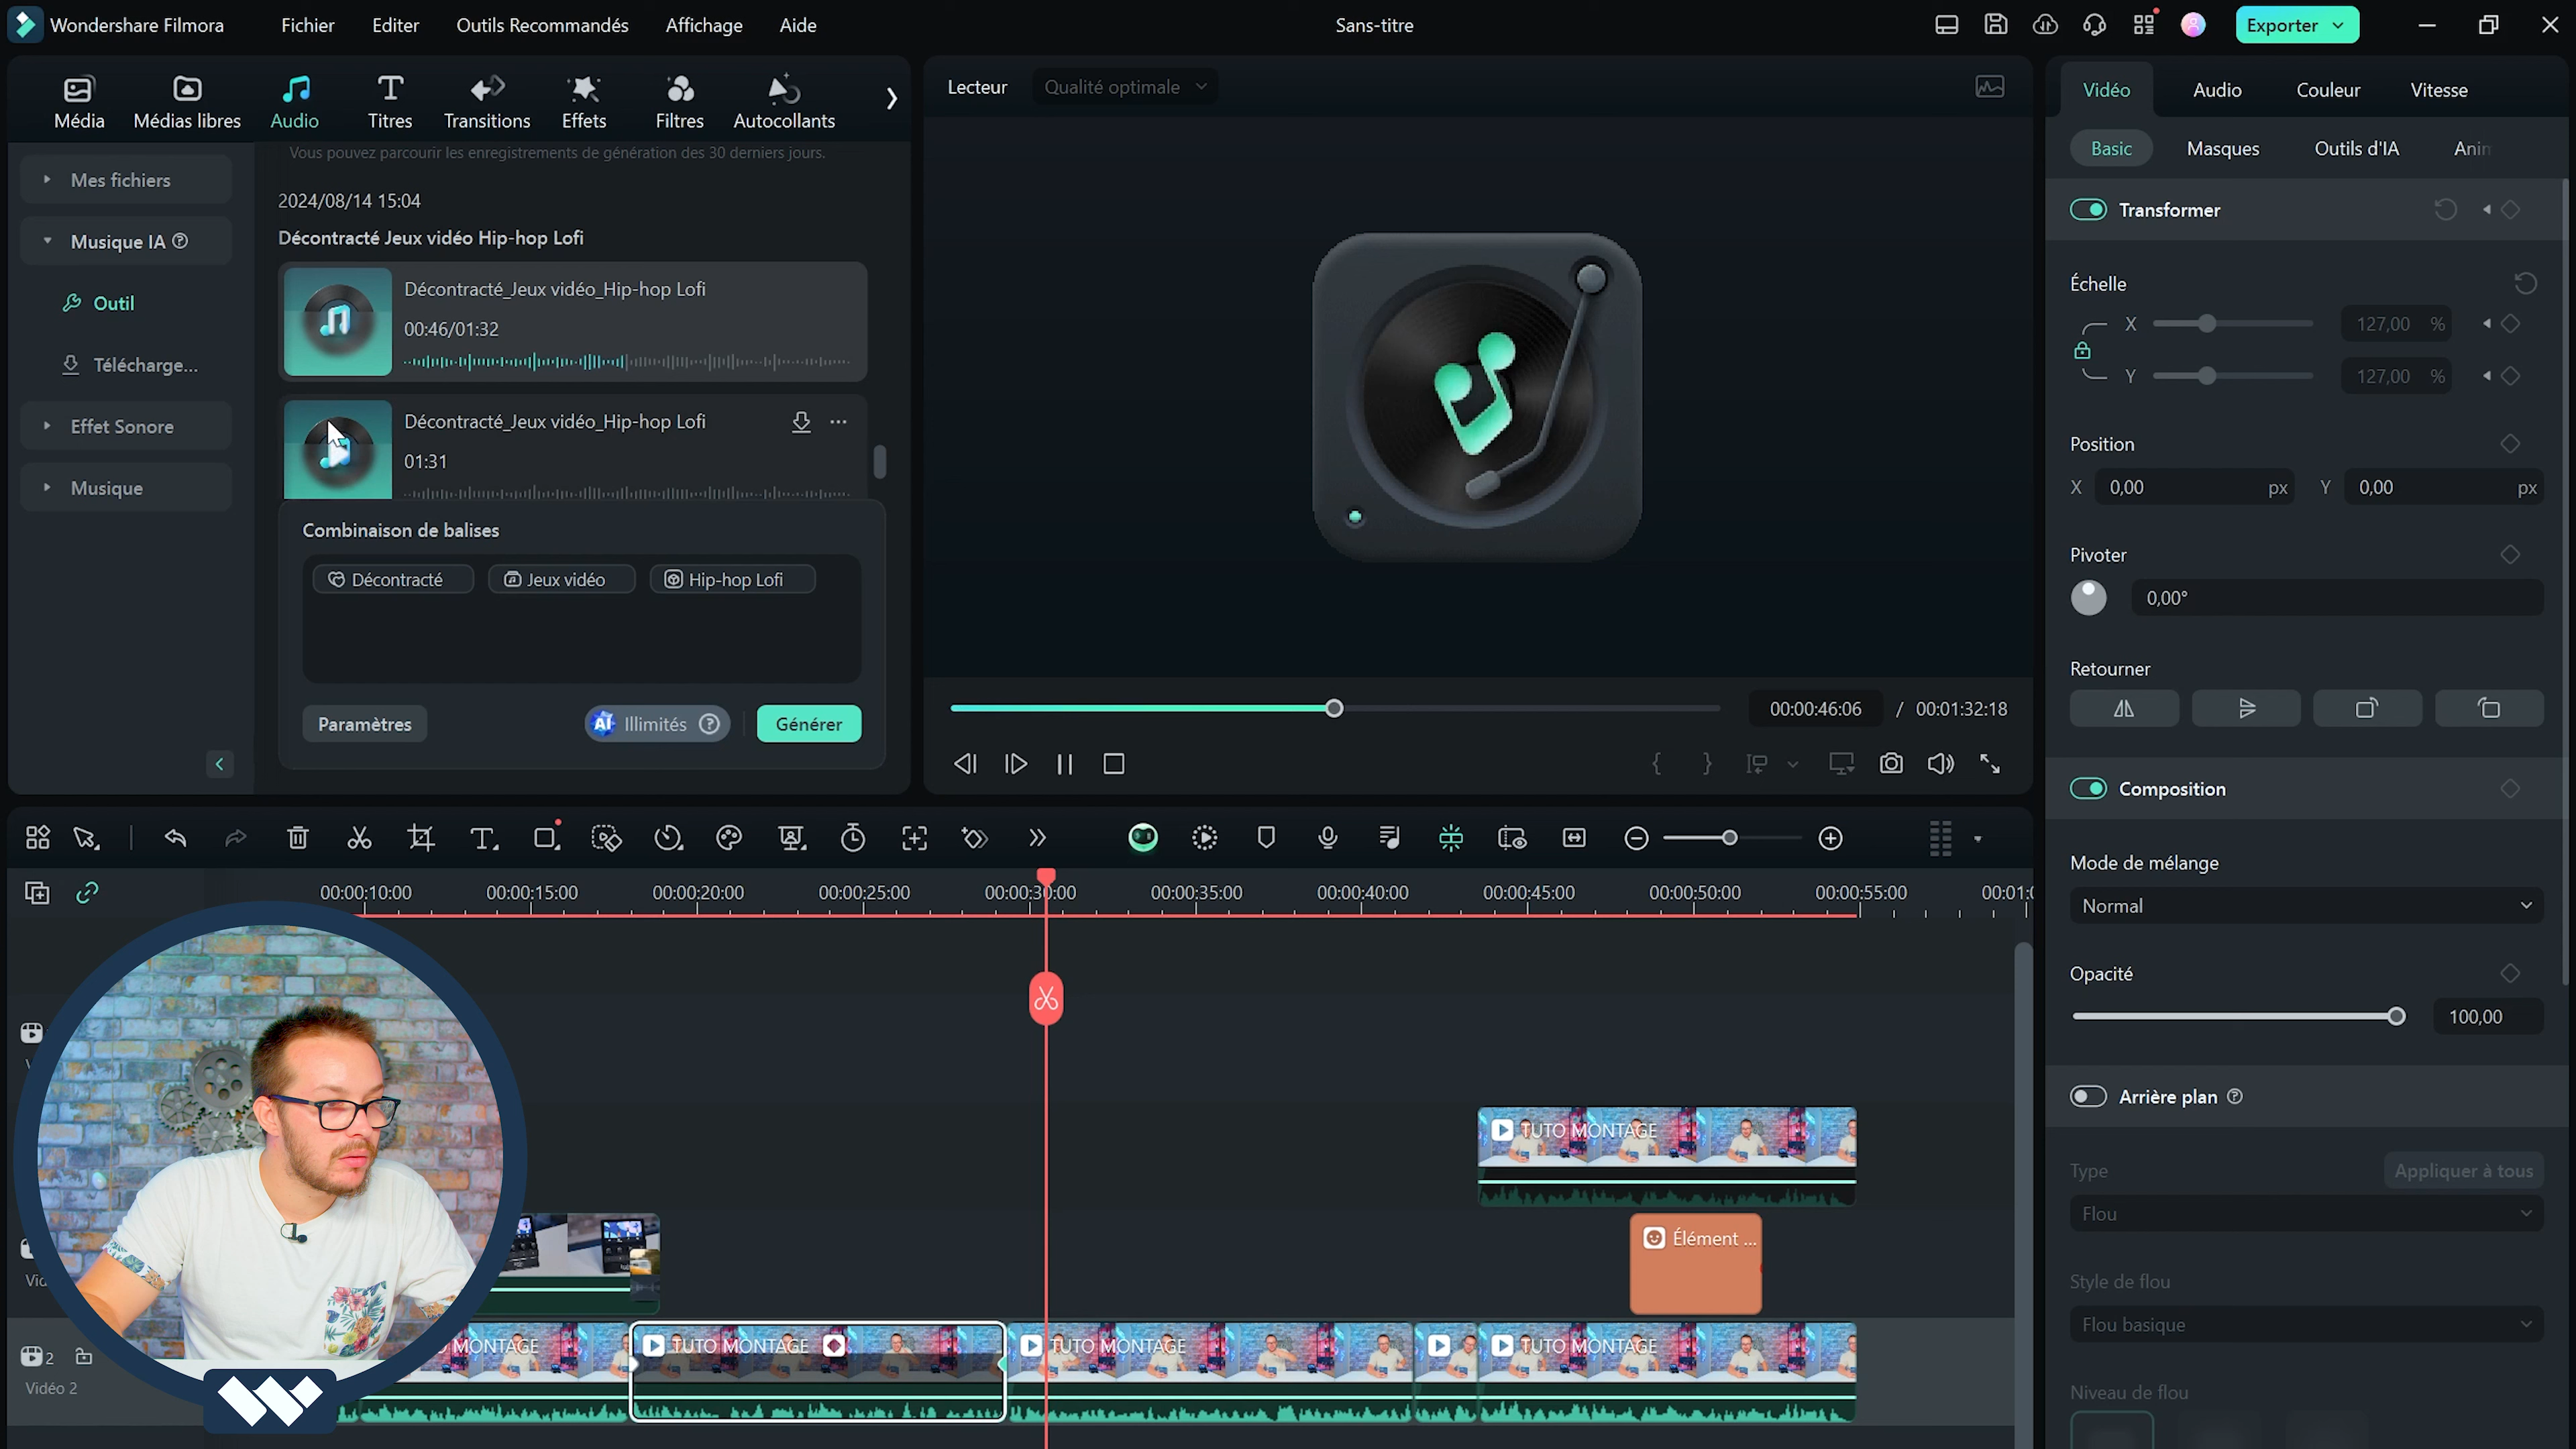 Wondershare Filmora
Fichier Editer Outils Recommandés Affichage Aide
Sans-titre
Exporter
Média Médias libres Audio Titres Transitions Effets Filtres Autocollants
Mes fichiers
Musique IA
Outil
Télécharge...
Effet Sonore
Musique
Vous pouvez parcourir les enregistrements de génération des 30 derniers jours.
2024/08/14 15:04
Décontracté Jeux vidéo Hip-hop Lofi
Décontracté_Jeux vidéo_Hip-hop Lofi
00:46/01:32
Décontracté_Jeux vidéo_Hip-hop Lofi
01:31
Combinaison de balises
Décontracté Jeux vidéo Hip-hop Lofi
Paramètres
AI Illimités
Générer
Lecteur Qualité optimale
00:00:46:06 / 00:01:32:18
Vidéo Audio Couleur Vitesse
Basic Masques Outils d'IA
Transformer
Échelle
X 127,00 %
Y 127,00 %
Position
X 0,00 px Y 0,00 px
Pivoter
0,00°
Retourner
Composition
Mode de mélange
Normal
Opacité
100,00
Arrière plan
Type Appliquer à tous
Flou
Style de flou
Flou basique
Niveau de flou
00:00:10:00 00:00:15:00 00:00:20:00 00:00:25:00 00:00:30:00 00:00:35:00 00:00:40:00 00:00:45:00 00:00:50:00 00:00:55:00
TUTO MONTAGE
Élément ...
MONTAGE TUTO MONTAGE TUTO MONTAGE TUTO MONTAGE
2
Vidéo 2